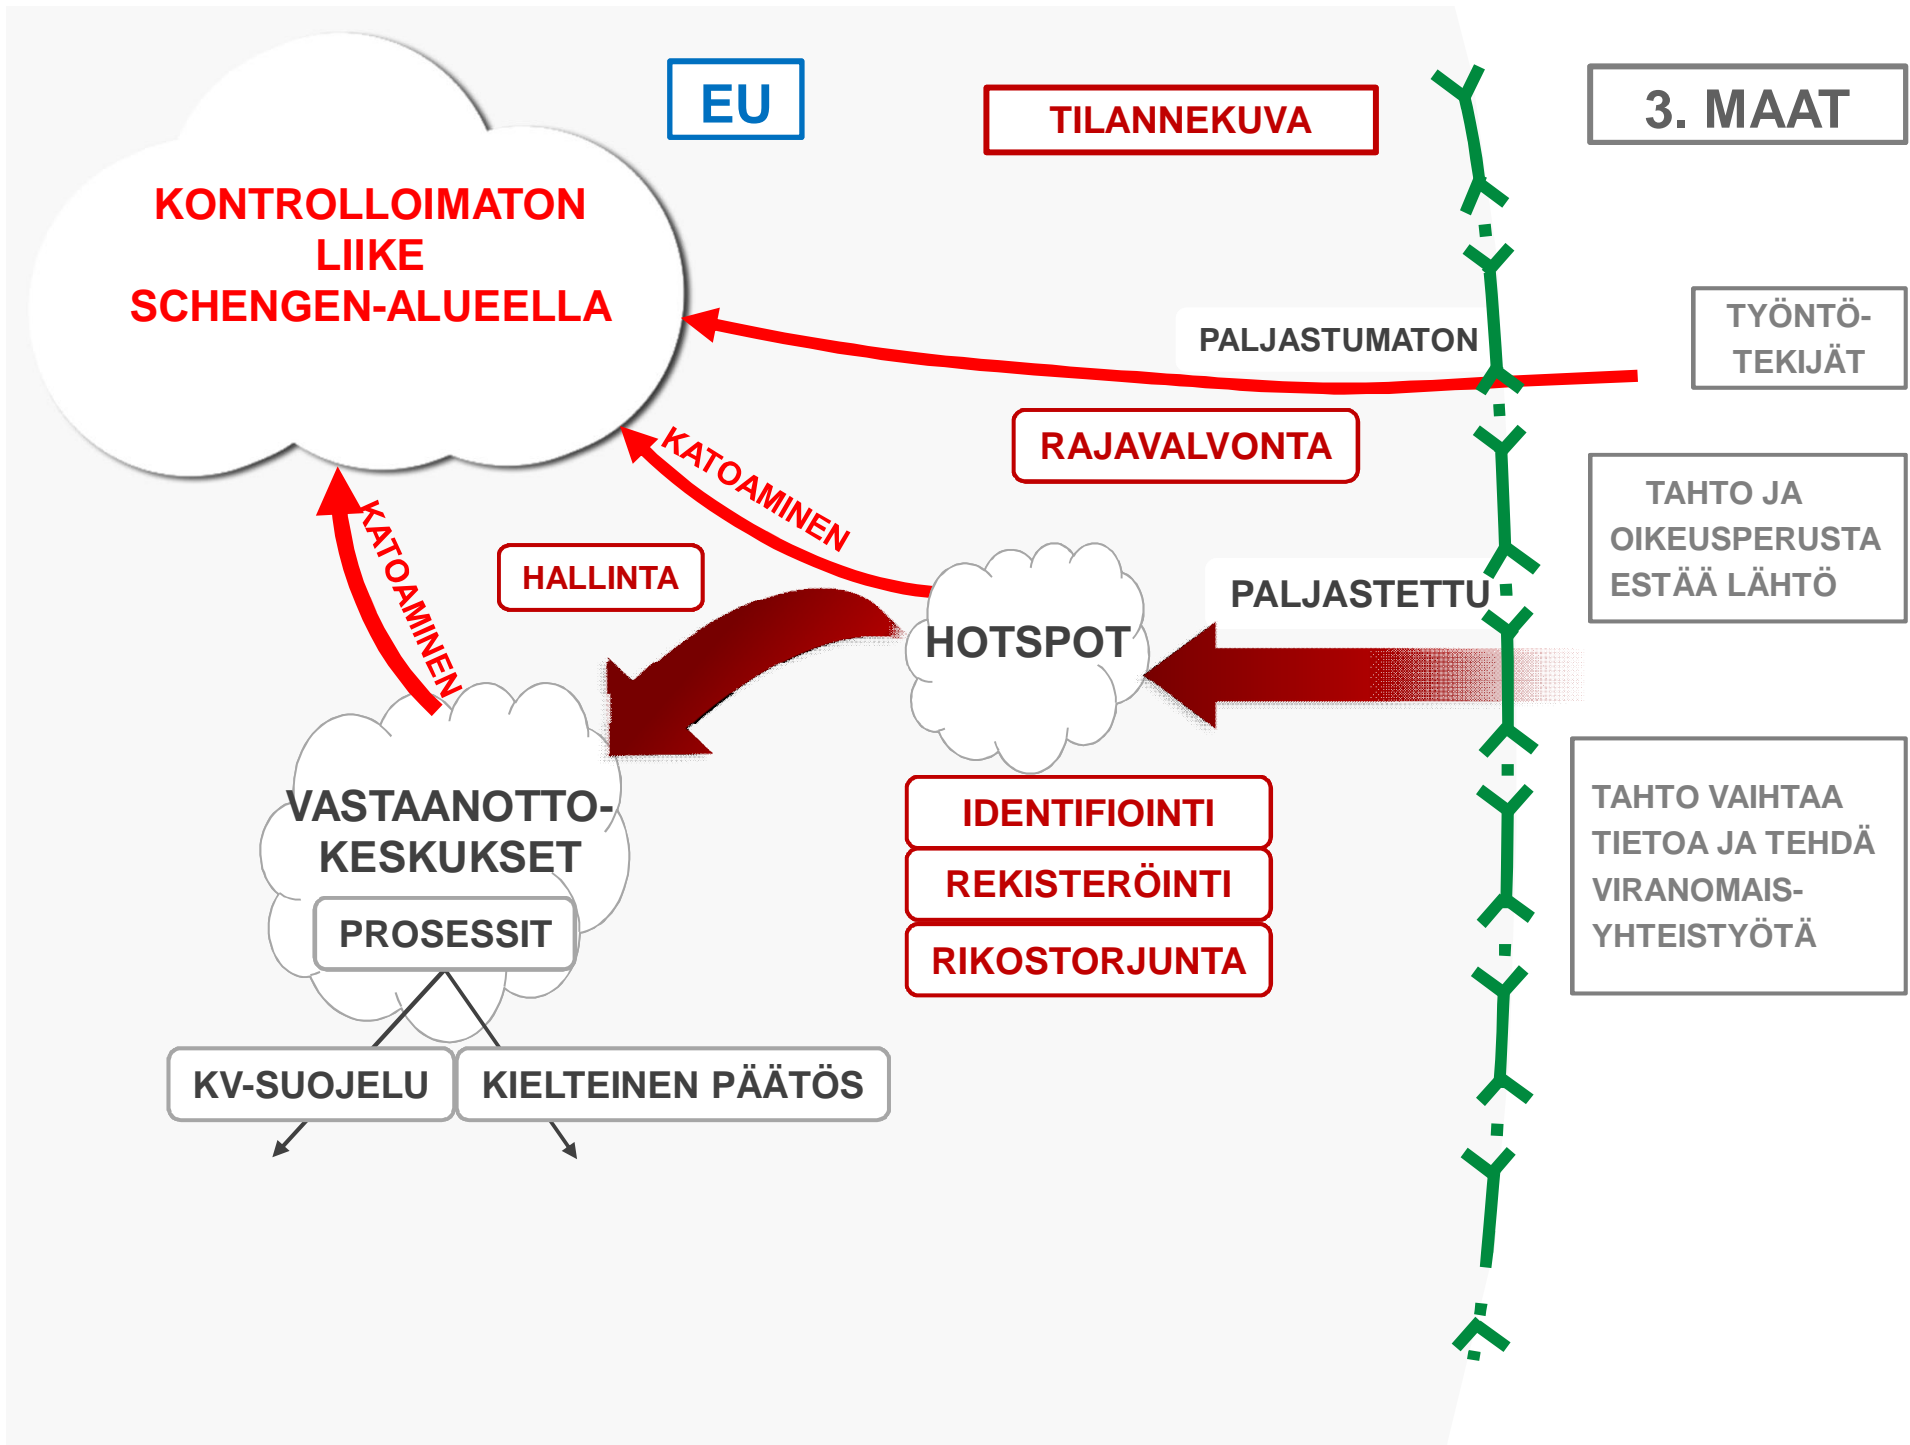 EU
TILANNEKUVA
3. MAAT
KONTROLLOIMATON
LIIKE
SCHENGEN-ALUEELLA
PALJASTUMATON
TYÖNTÖ-
TEKIJÄT
RAJAVALVONTA
KATOAMINEN
KATOAMINEN
HALLINTA
TAHTO JA
OIKEUSPERUSTA
ESTÄÄ LÄHTÖ
PALJASTETTU
HOTSPOT
VASTAANOTTO-
KESKUKSET
PROSESSIT
IDENTIFIOINTI
REKISTERÖINTI
RIKOSTORJUNTA
TAHTO VAIHTAA
TIETOA JA TEHDÄ
VIRANOMAIS-
YHTEISTYÖTÄ
KV-SUOJELU
KIELTEINEN PÄÄTÖS